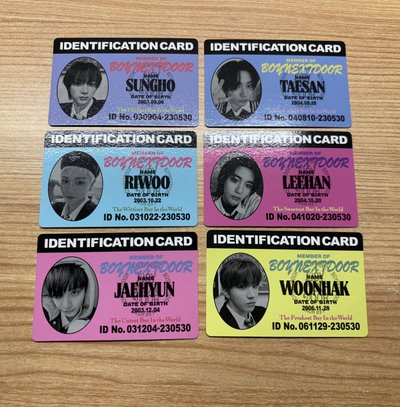 IDENTIFICATION CARD
MEMBER OF
BOYNEXTDOOR
NAME
SUNGHO
DATE OF BIRTH
2003.09.04
ID No. 030904-230530
IDENTIFICATION CARD
MEMBER OF
BOYNEXTDOOR
NAME
TAESAN
DATE OF BIRTH
2004.08.10
Boy In the World
ID No. 040810-230530
IDENTIFICATION CARD
MEMBER OF
BOYNEXTDOOR
NAME
RIWOO
DATE OF BIRTH
2003.10.22
The Wittiest Boy In the World
ID No. 031022-230530
IDENTIFICATION CARD
MEMBER OF
BOYNEXTDOOR
NAME
LEEHAN
DATE OF BIRTH
2004.10.20
The Sweetest Boy In the World
ID No. 041020-230530
IDENTIFICATION CARD
MEMBER OF
BOYNEXTDOOR
NAME
JAEHYUN
DATE OF BIRTH
2003.12.04
The Cutest Boy In the World
ID No. 031204-230530
IDENTIFICATION CARD
MEMBER OF
BOYNEXTDOOR
NAME
WOONHAK
DATE OF BIRTH
2006.11.29
The Freshest Boy In the World
ID No. 061129-230530